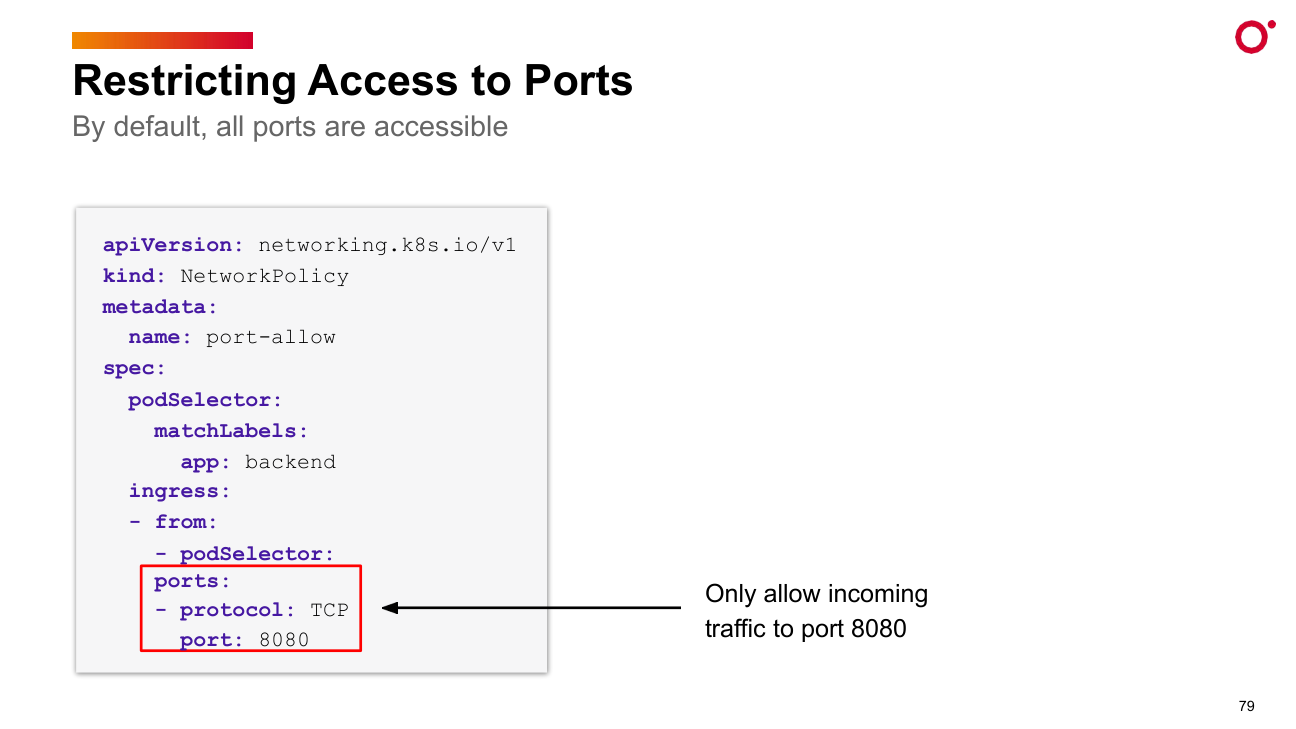 Restricting Access to Ports
By default, all ports are accessible
apiVersion: networking.k8s.io/v1
kind: NetworkPolicy
metadata:
  name: port-allow
spec:
  podSelector:
    matchLabels:
      app: backend
  ingress:
  - from:
    - podSelector:
    ports:
    - protocol: TCP
      port: 8080
Only allow incoming
traffic to port 8080
79